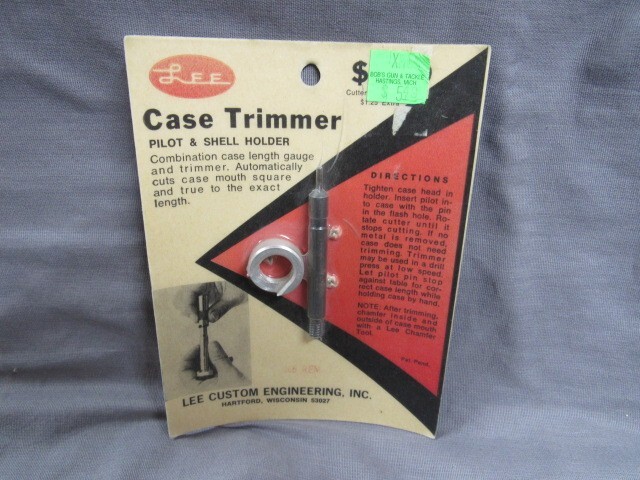 LEE
$
Cutter
$1.25 Extra
X
BOB'S GUN & TACKLE
HASTINGS, MICH
$
Case Trimmer
PILOT & SHELL HOLDER
Combination case length gauge
and trimmer. Automatically
cuts case mouth square
and true to the exact
length.
DIRECTIONS
Tighten case head in
holder. Insert pilot in-
to case with the pin
in the flash hole. Ro-
tate cutter until it
stops cutting. If no
metal is removed,
case does not need
trimming. Trimmer
may be used in a drill
press at low speed.
Let pilot pin stop
against table for cor-
rect case length while
holding case by hand.
NOTE: After trimming,
chamfer inside and
outside of case mouth
with a Lee Chamfer
Tool.
Pat. Pend.
LEE CUSTOM ENGINEERING, INC.
HARTFORD, WISCONSIN 53027